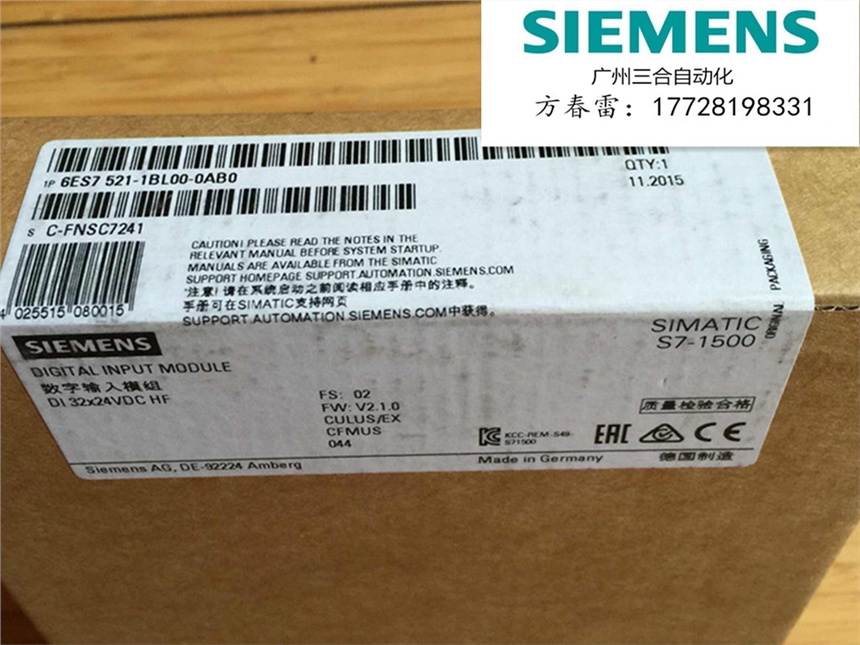 SIEMENS
广州三合自动化
方春雷：17728198331
1P 6ES7 521-1BL00-0AB0
QTY:1
11.2015
S C-FNSC7241
4 025515 080015
CAUTION! PLEASE READ THE NOTES IN THE
RELEVANT MANUAL BEFORE SYSTEM STARTUP.
MANUALS ARE AVAILABLE FROM THE SIMATIC
SUPPORT HOMEPAGE SUPPORT.AUTOMATION.SIEMENS.COM
"注意！请在系统启动之前阅读相应手册中的注释。
手册可在SIMATIC支持网页
SUPPORT.AUTOMATION.SIEMENS.COM中获得。
ORIGINAL PACKAGING
SIEMENS
SIMATIC
S7-1500
DIGITAL INPUT MODULE
数字输入模组
DI 32x24VDC HF
FS: 02
FW: V2.1.0
CULUS/EX
CFMUS
044
质量检验合格
KCC-REM-S49-
S71500
EAC
CE
Siemens AG, DE-92224 Amberg
Made in Germany
德国制造